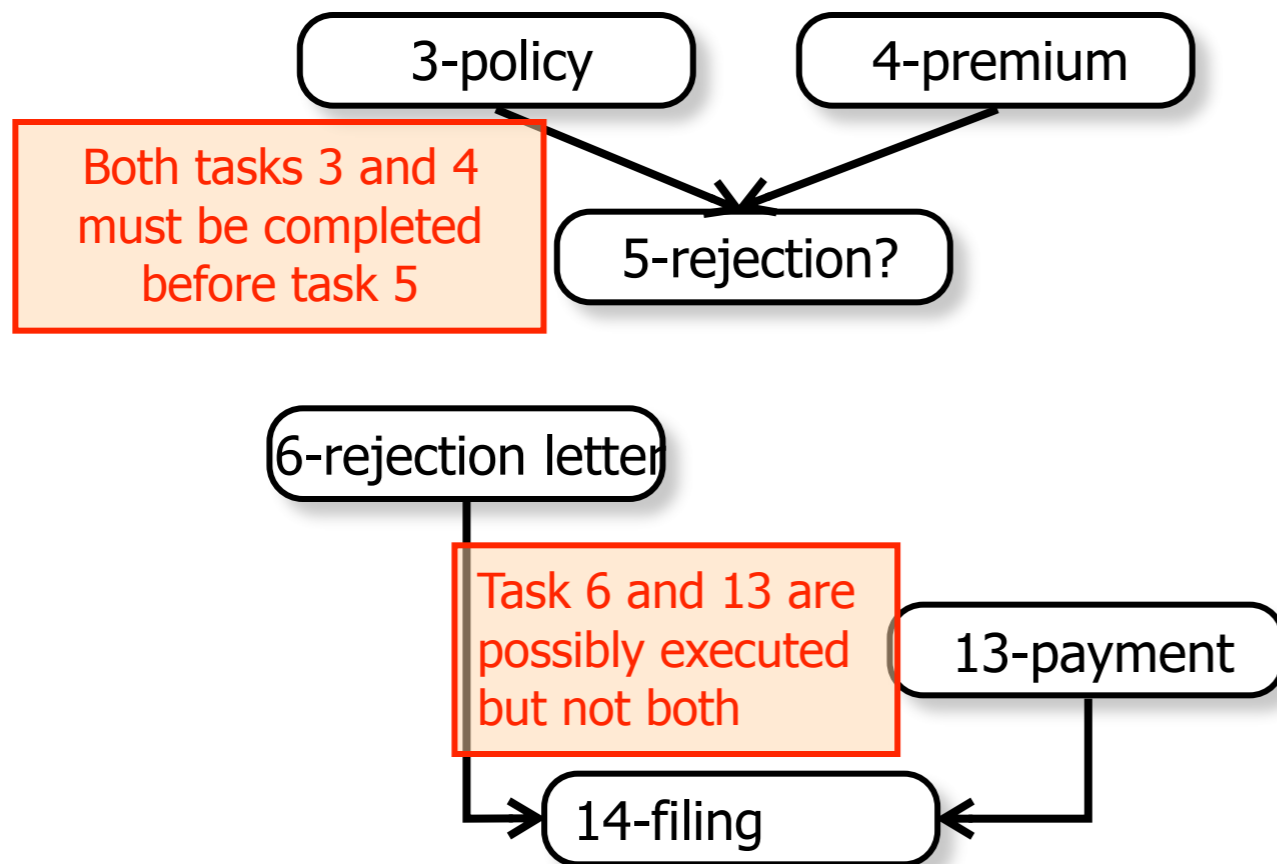 3-policy
4-premium
Both tasks 3 and 4
must be completed
before task 5
5-rejection?
6-rejection letter
Task 6 and 13 are
possibly executed
but not both
13-payment
14-filing